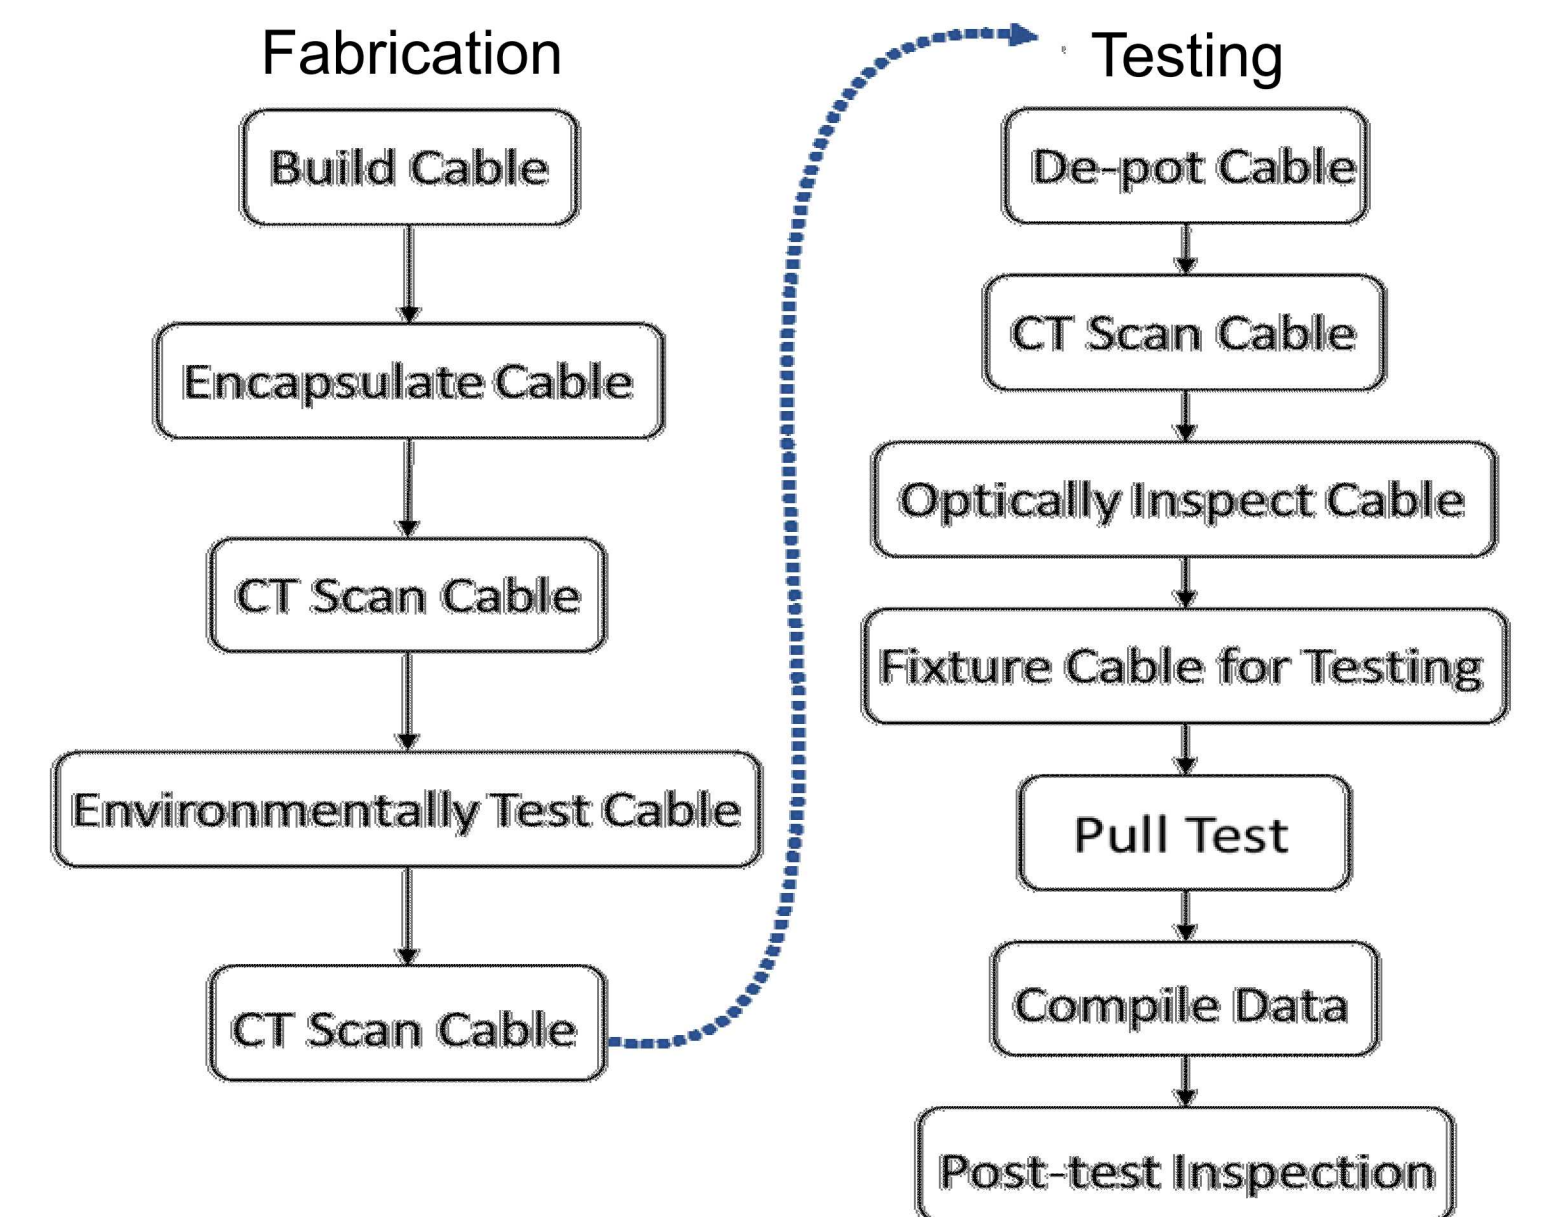 Fabrication
Build Cable
Encapsulate Cable
CT Scan Cable
Environmentally Test Cable
CT Scan Cable
Testing
De-pot Cable
CT Scan Cable
Optically Inspect Cable
Fixture Cable for Testing
Pull Test
Compile Data
Post-test Inspection